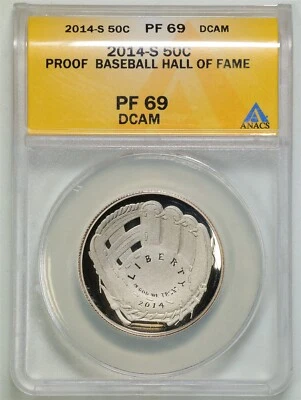 2014-S 50C PF 69 DCAM
2014-S 50C
PROOF BASEBALL HALL OF FAME
PF 69
DCAM
ANACS
LIBERTY
IN GOD WE TRUST
2014